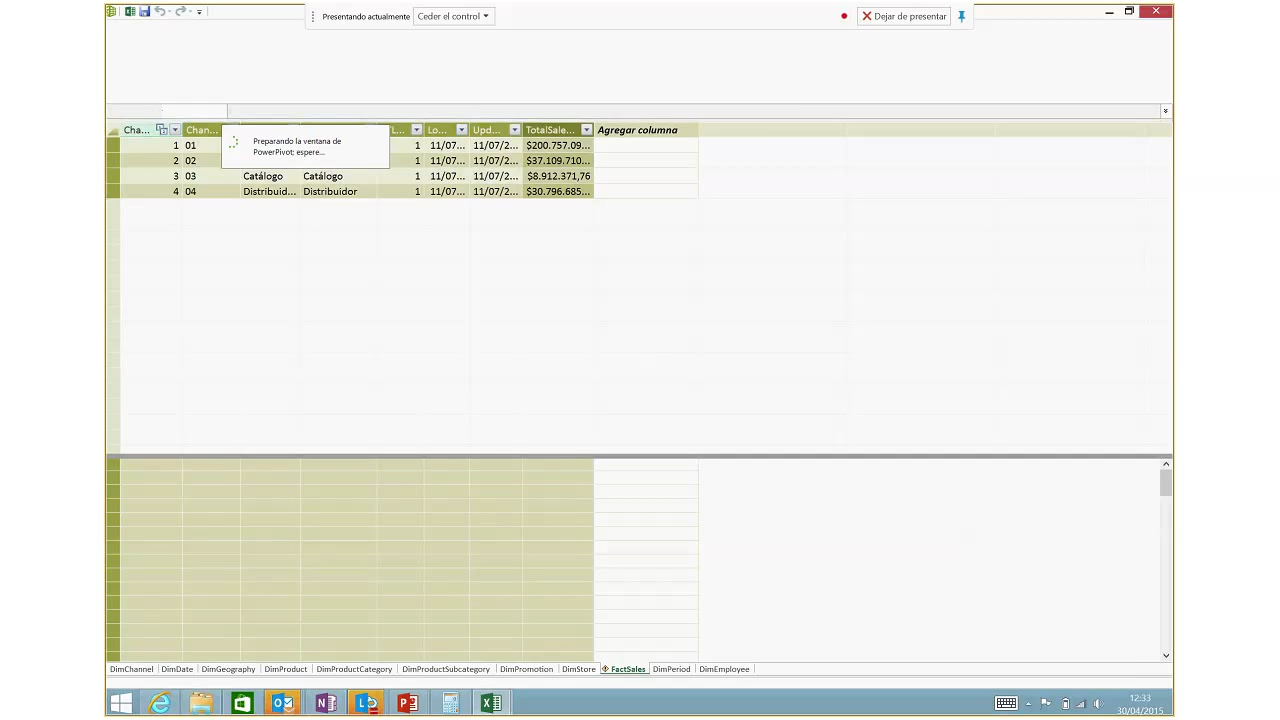 Presentando actualmente Ceder el control Dejar de presentar
Cha... Chan... L... Lo... Upd... TotalSale... Agregar columna
Preparando la ventana de
PowerPivot; espere...
1 01 1 11/07... 11/07/2... $200.757.09...
2 02 1 11/07... 11/07/2... $37.109.710...
3 03 Catálogo Catálogo 1 11/07... 11/07/2... $8.912.371,76
4 04 Distribuid... Distribuidor 1 11/07... 11/07/2... $30.796.685...
DimChannel DimDate DimGeography DimProduct DimProductCategory DimProductSubcategory DimPromotion DimStore FactSales DimPeriod DimEmployee
12:33
30/04/2015